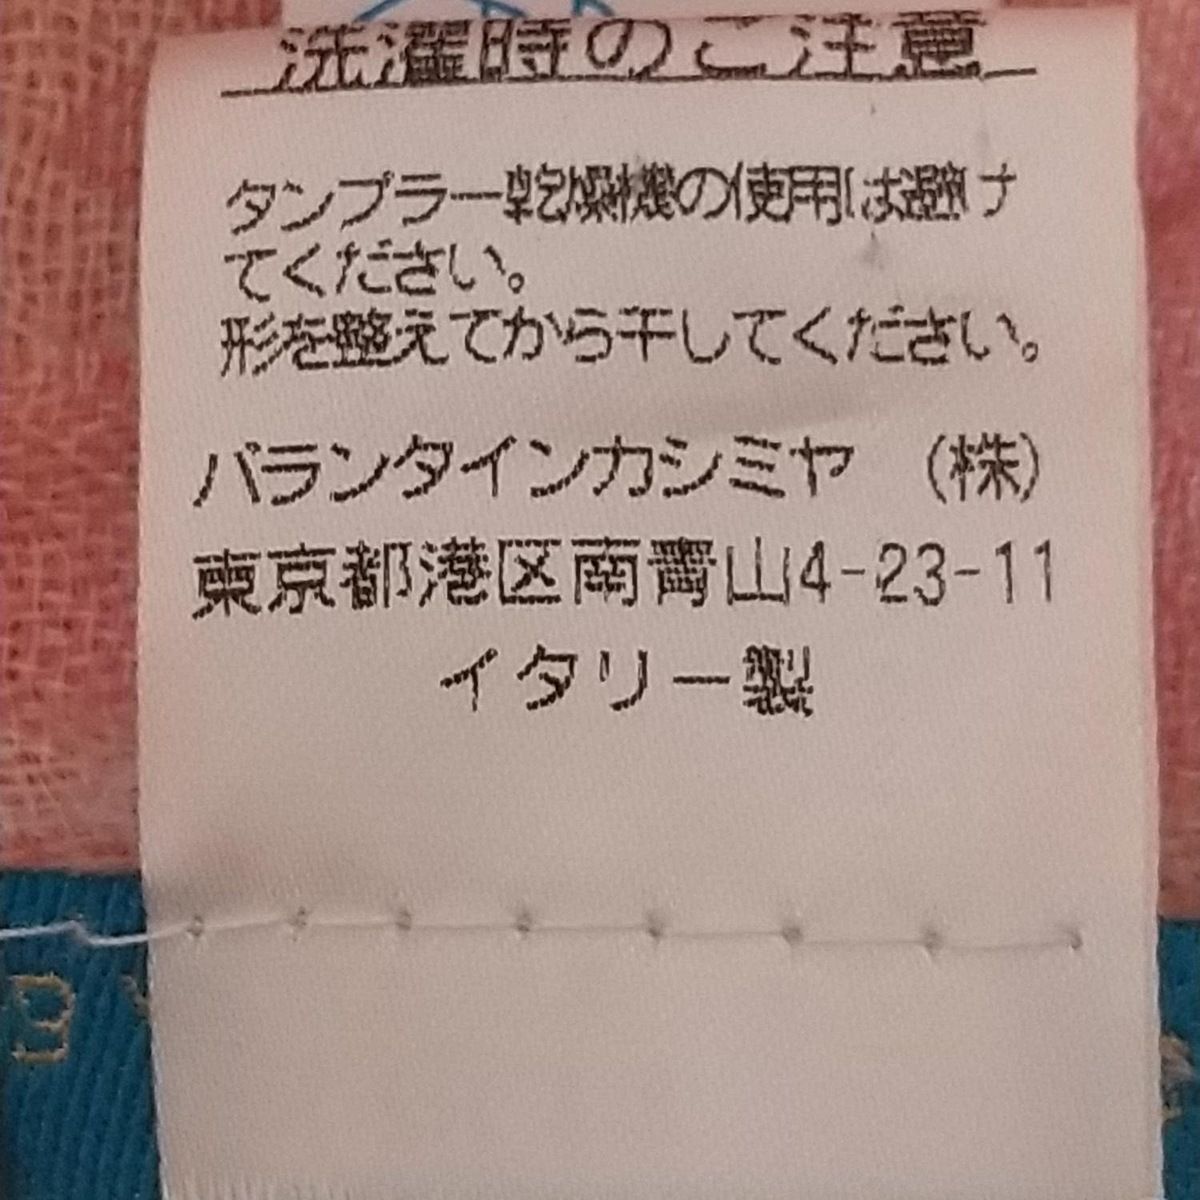 洗濯時のご注意
タンブラー乾燥機の使用は避け
てください。
形を整えてから干してください。
バランタインカシミヤ (株)
東京都港区南青山4-23-11
イタリー製
B